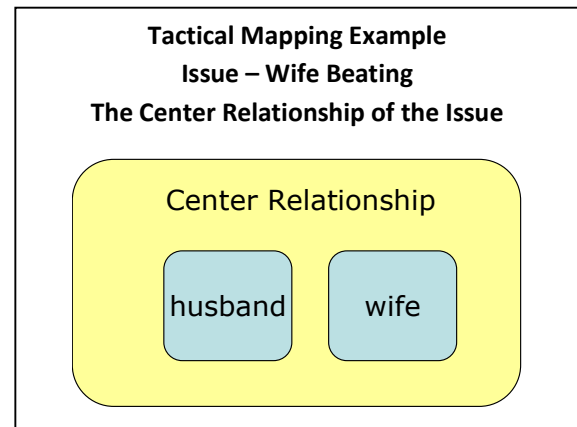 Tactical Mapping Example
Issue – Wife Beating
The Center Relationship of the Issue
Center Relationship
husband wife